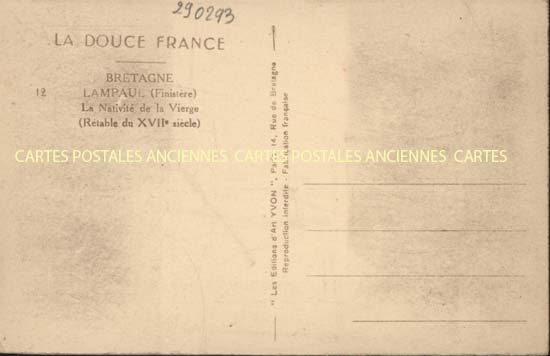 290293
LA DOUCE FRANCE
BRETAGNE
12 LAMPAUL (Finistère)
La Nativité de la Vierge
(Retable du XVIIe siècle)
CARTES POSTALES ANCIENNES CARTES POSTALES ANCIENNES CARTES
" Les Editions d'Art YVON ", Paris, 14, Rue de Bretagne
Reproduction interdite - Fabrication française